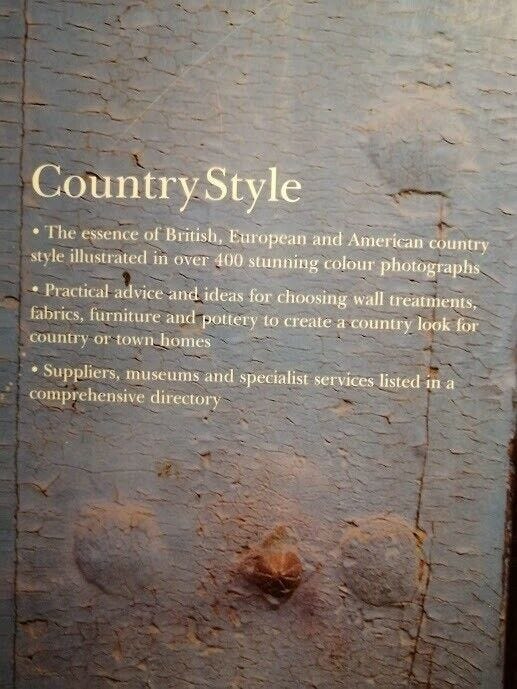 Country Style
• The essence of British, European and American country
style illustrated in over 400 stunning colour photographs
• Practical advice and ideas for choosing wall treatments,
fabrics, furniture and pottery to create a country look for
country or town homes
• Suppliers, museums and specialist services listed in a
comprehensive directory